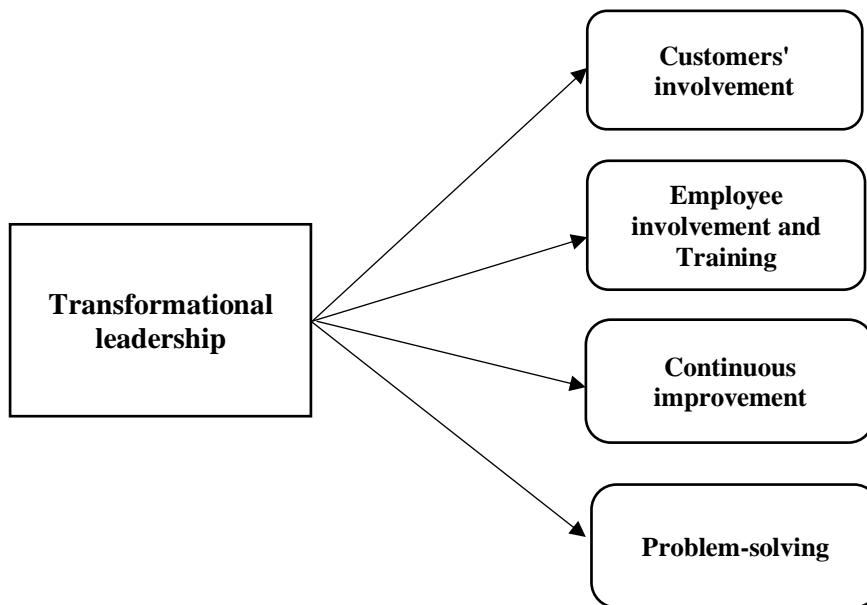 Customers'
involvement
Employee
involvement and
Training
Transformational
leadership
Continuous
improvement
Problem-solving